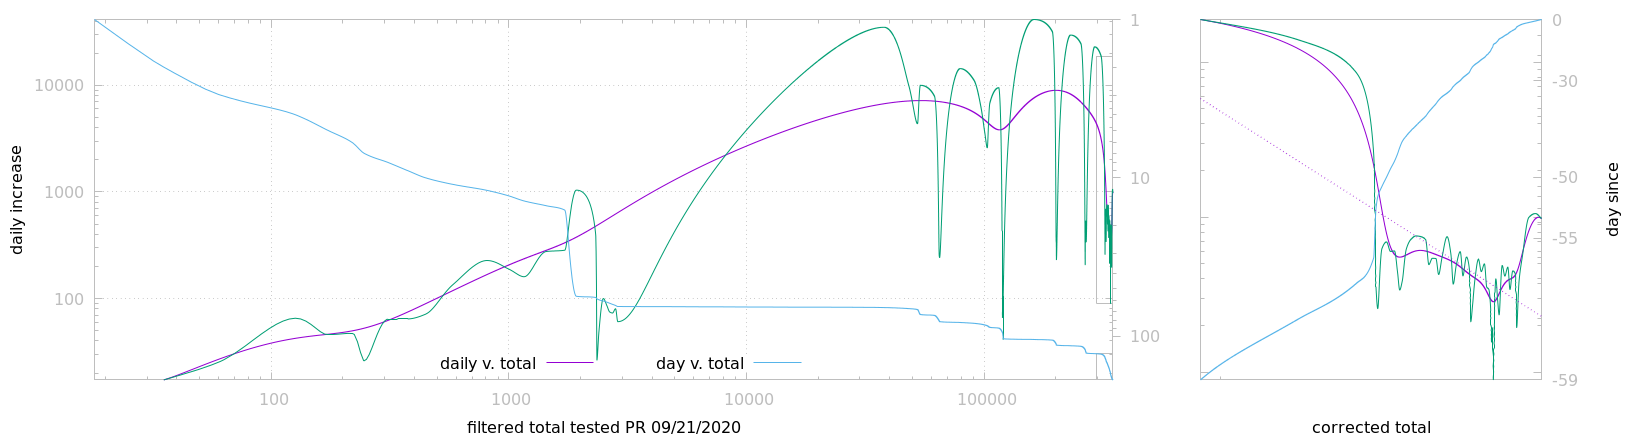 daily increase
10000
1000
100
100
1000
10000
100000
1
10
100
daily v. total
day v. total
filtered total tested PR 09/21/2020
0
-30
-50
-55
-59
day since
corrected total